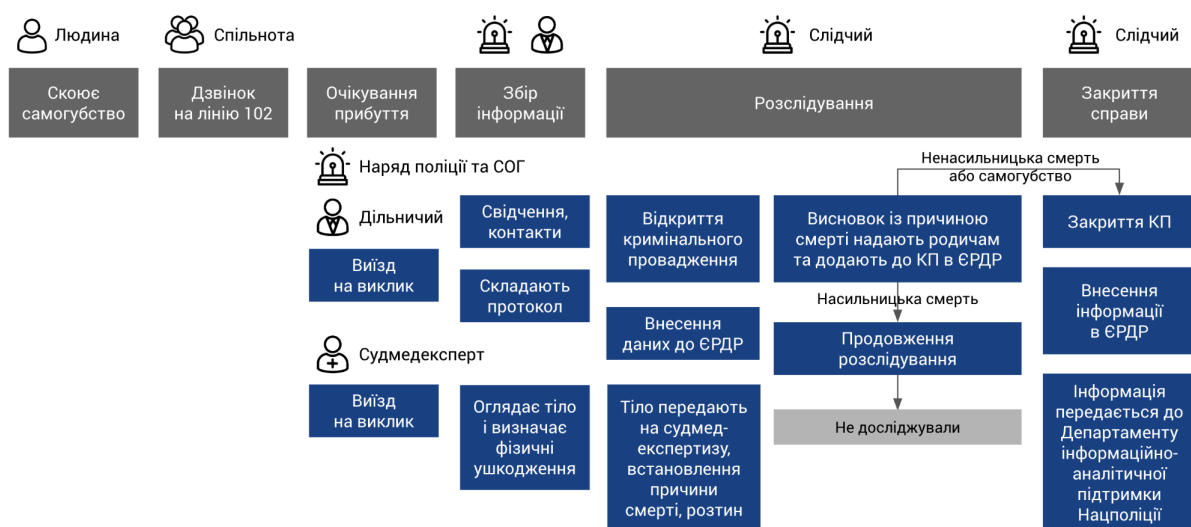 Людина
Спільнота
Слідчий
Слідчий
Скоює
самогубство
Дзвінок
на лінію 102
Очікування
прибуття
Збір
інформації
Розслідування
Закриття
справи
Наряд поліції та СОГ
Дільничий
Виїзд
на виклик
Судмедексперт
Виїзд
на виклик
Свідчення,
контакти
Складають
протокол
Оглядає тіло
і визначає
фізичні
ушкодження
Відкриття
кримінального
провадження
Внесення
даних до ЄРДР
Тіло передають
на судмед-
експертизу,
встановлення
причини
смерті, розтин
Ненасильницька смерть
або самогубство
Висновок із причиною
смерті надають родичам
та додають до КП в ЄРДР
Насильницька смерть
Продовження
розслідування
Не досліджували
Закриття КП
Внесення
інформації
в ЄРДР
Інформація
передається до
Департаменту
інформаційно-
аналітичної
підтримки
Нацполіції